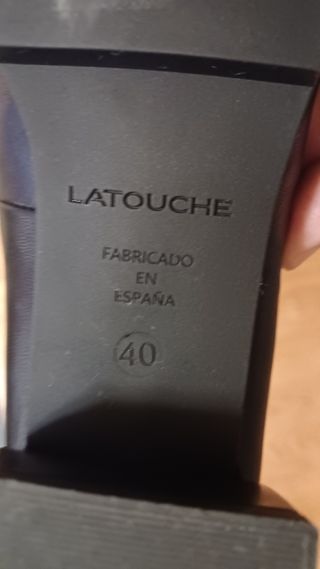 LATOUCHE
FABRICADO
EN
ESPAÑA
40